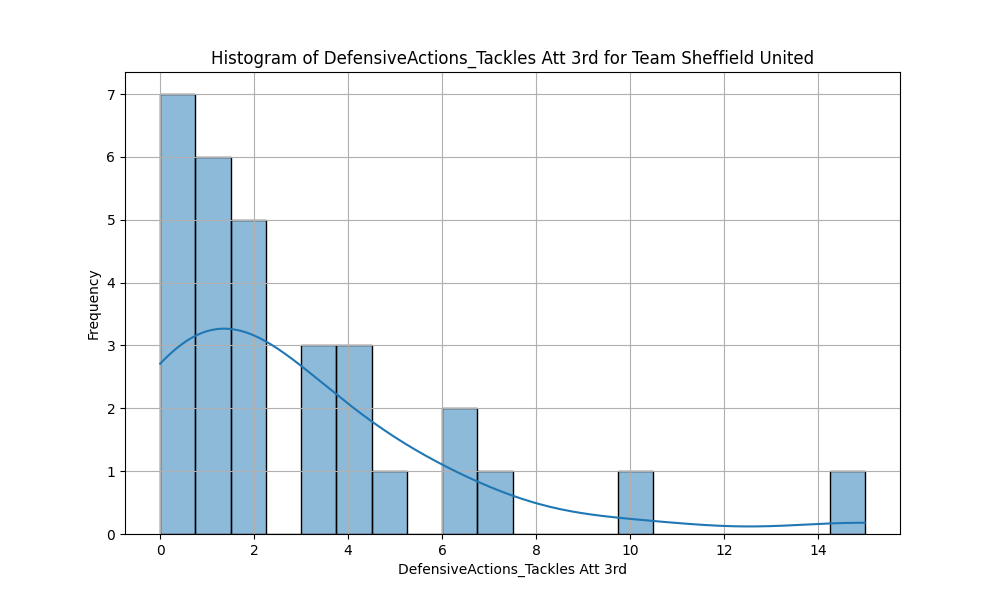 Histogram of DefensiveActions_Tackles Att 3rd for Team Sheffield United
7
6
5
4
3
2
1
0
Frequency
0 2 4 6 8 10 12 14
DefensiveActions_Tackles Att 3rd